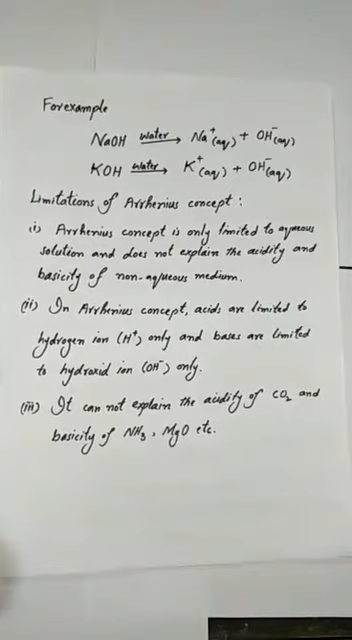 For example
NaOH water→ Na⁺(aq) + OH⁻(aq)
KOH water→ K⁺(aq) + OH⁻(aq)
Limitations of Arrhenius concept :
(i) Arrhenius concept is only limited to aqueous
solution and does not explain the acidity and
basicity of non-aqueous medium.
(ii) In Arrhenius concept, acids are limited to
hydrogen ion (H⁺) only and bases are limited
to hydroxid ion (OH⁻) only.
(iii) It can not explain the acidity of CO₂ and
basicity of NH₃, MgO etc.